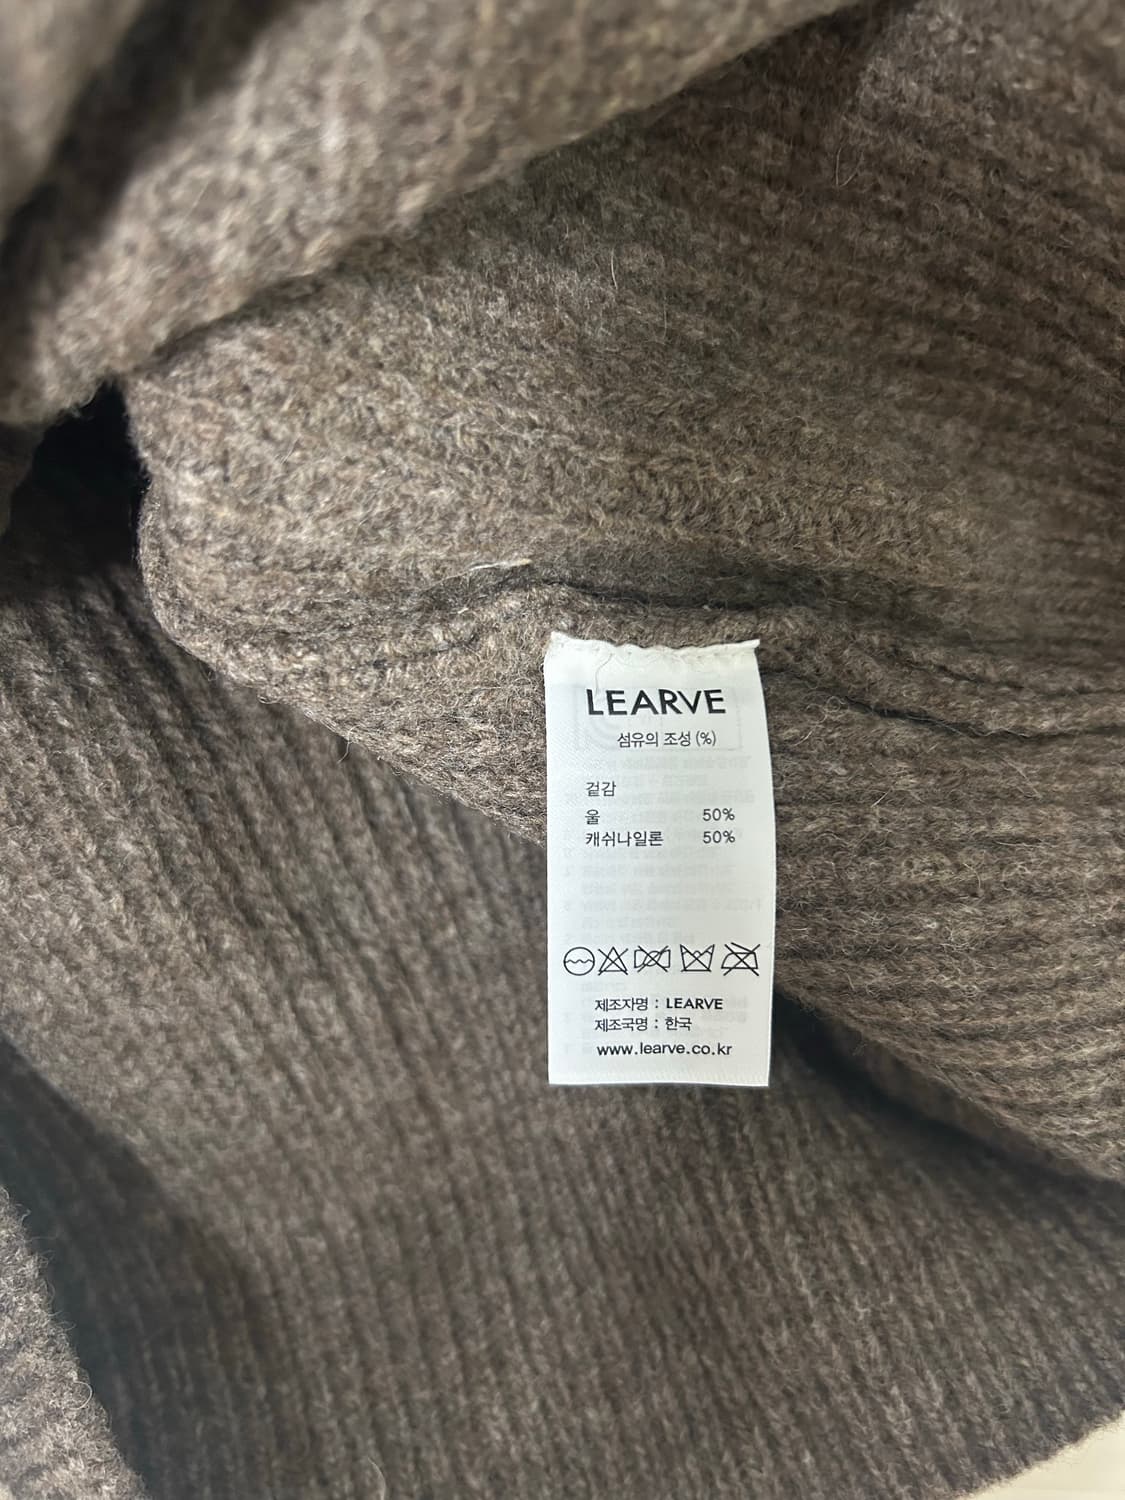 LEARVE
섬유의 조성 (%)
겉감
울 50%
캐쉬나일론 50%
제조자명 : LEARVE
제조국명 : 한국
www.learve.co.kr